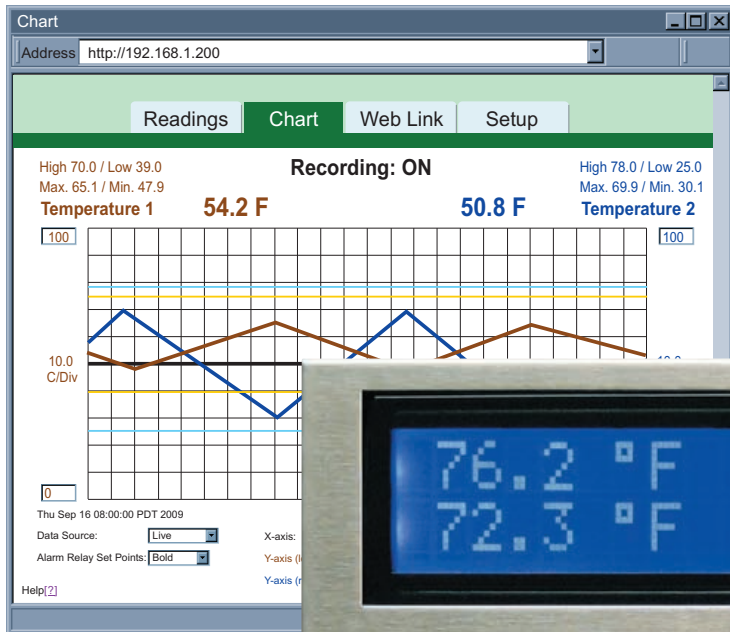 Chart
Address http://192.168.1.200
Readings Chart Web Link Setup
High 70.0 / Low 39.0
Max. 65.1 / Min. 47.9
Temperature 1
54.2 F
Recording: ON
High 78.0 / Low 25.0
Max. 69.9 / Min. 30.1
Temperature 2
50.8 F
100
100
10.0
C/Div
0
Thu Sep 16 08:00:00 PDT 2009
Data Source: Live
X-axis:
Alarm Relay Set Points: Bold
Y-axis
Y-axis
Help[?]
76.2 °F
72.3 °F